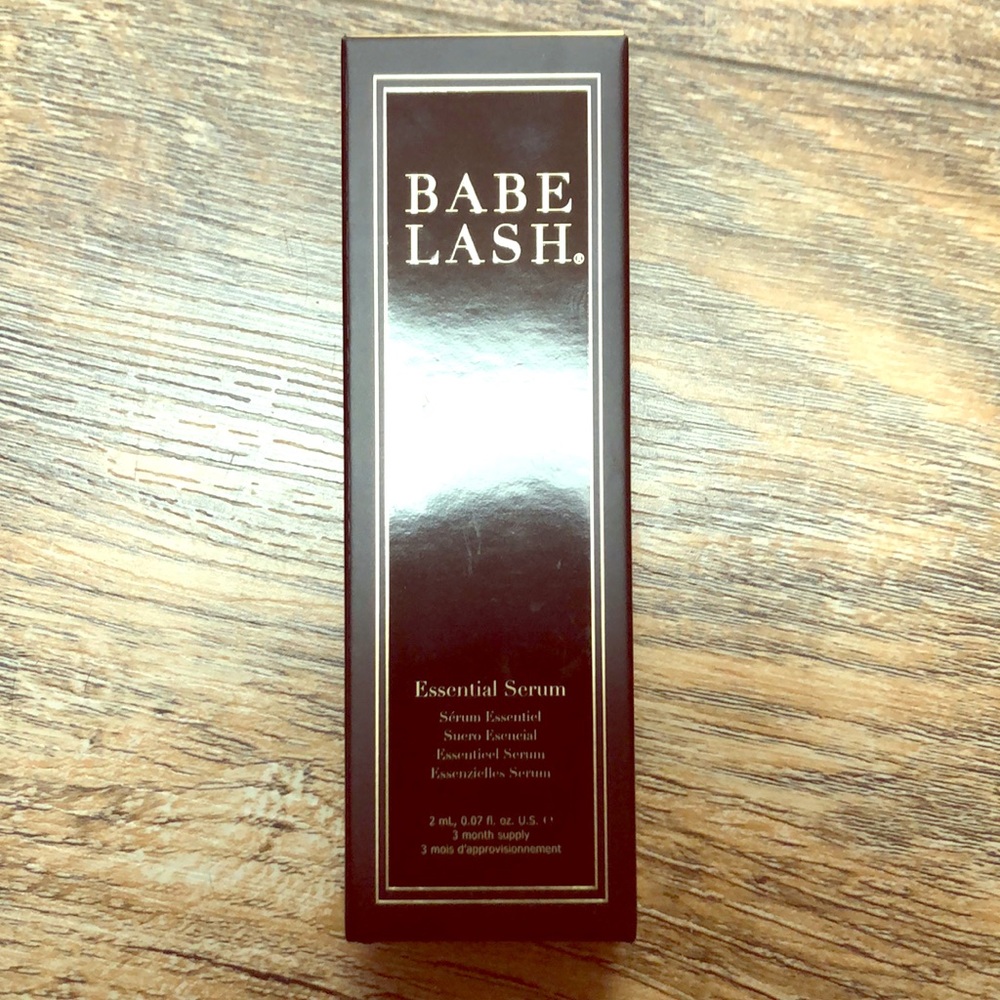 BABE
LASH®
Essential Serum
Sérum Essentiel
Suero Esencial
Essentieel Serum
Essenzielles Serum
2 mL, 0.07 fl. oz. U.S.
3 month supply
3 mois d'approvisionnement